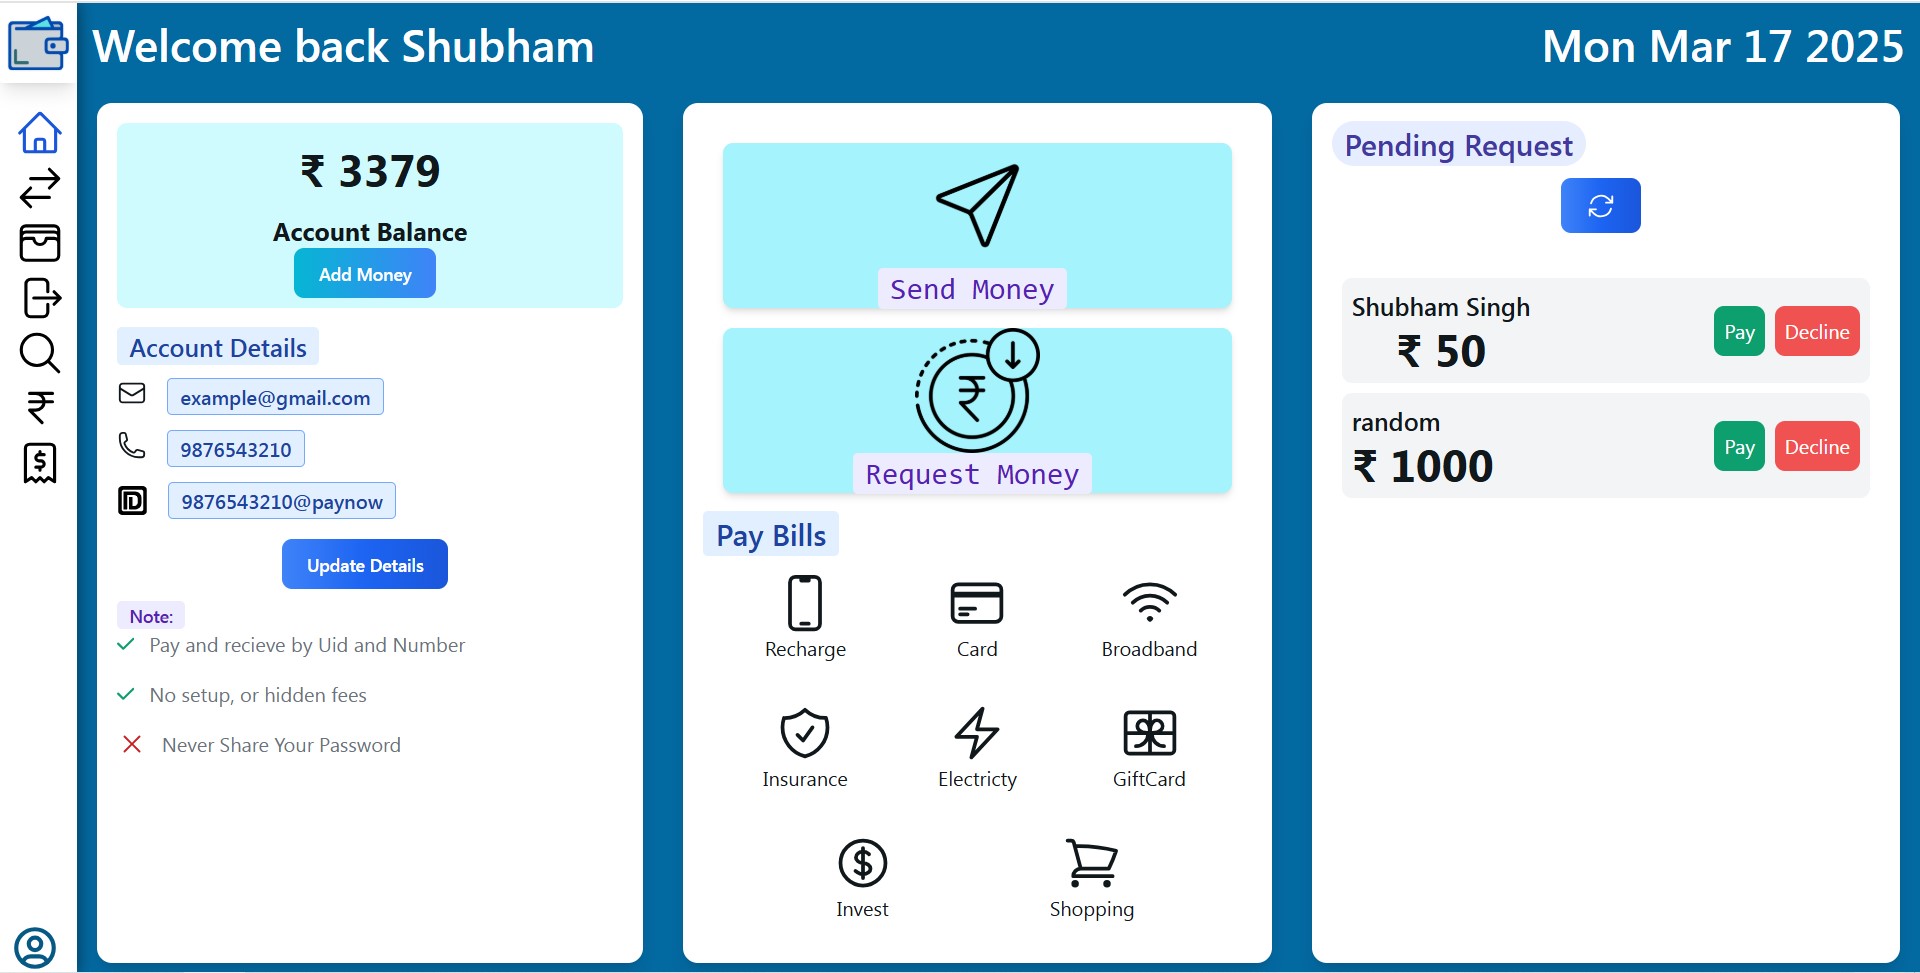 Welcome back Shubham
Mon Mar 17 2025
₹ 3379
Account Balance
Add Money
Account Details
example@gmail.com
9876543210
9876543210@paynow
Update Details
Note:
Pay and recieve by Uid and Number
No setup, or hidden fees
Never Share Your Password
Send Money
Request Money
Pay Bills
Recharge
Card
Broadband
Insurance
Electricty
GiftCard
Invest
Shopping
Pending Request
Shubham Singh
₹ 50
Pay
Decline
random
₹ 1000
Pay
Decline